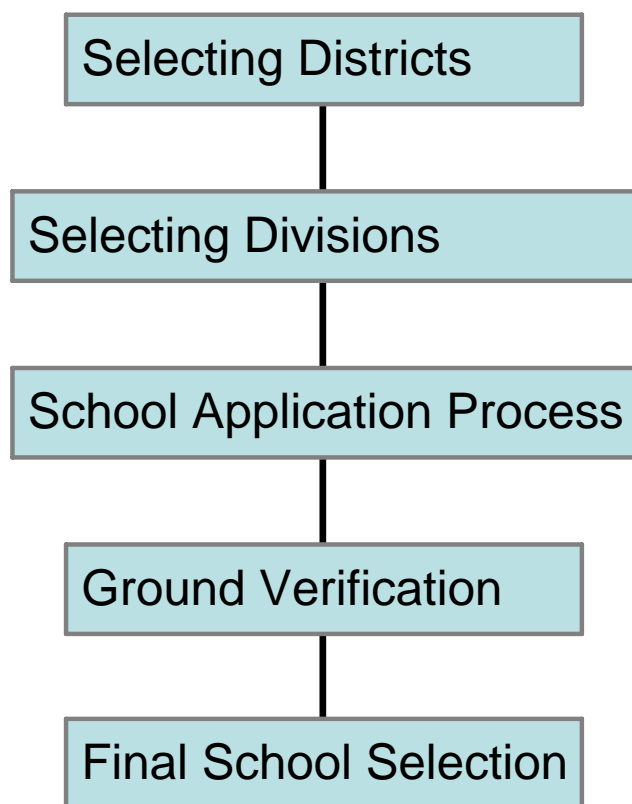 Selecting Districts
Selecting Divisions
School Application Process
Ground Verification
Final School Selection